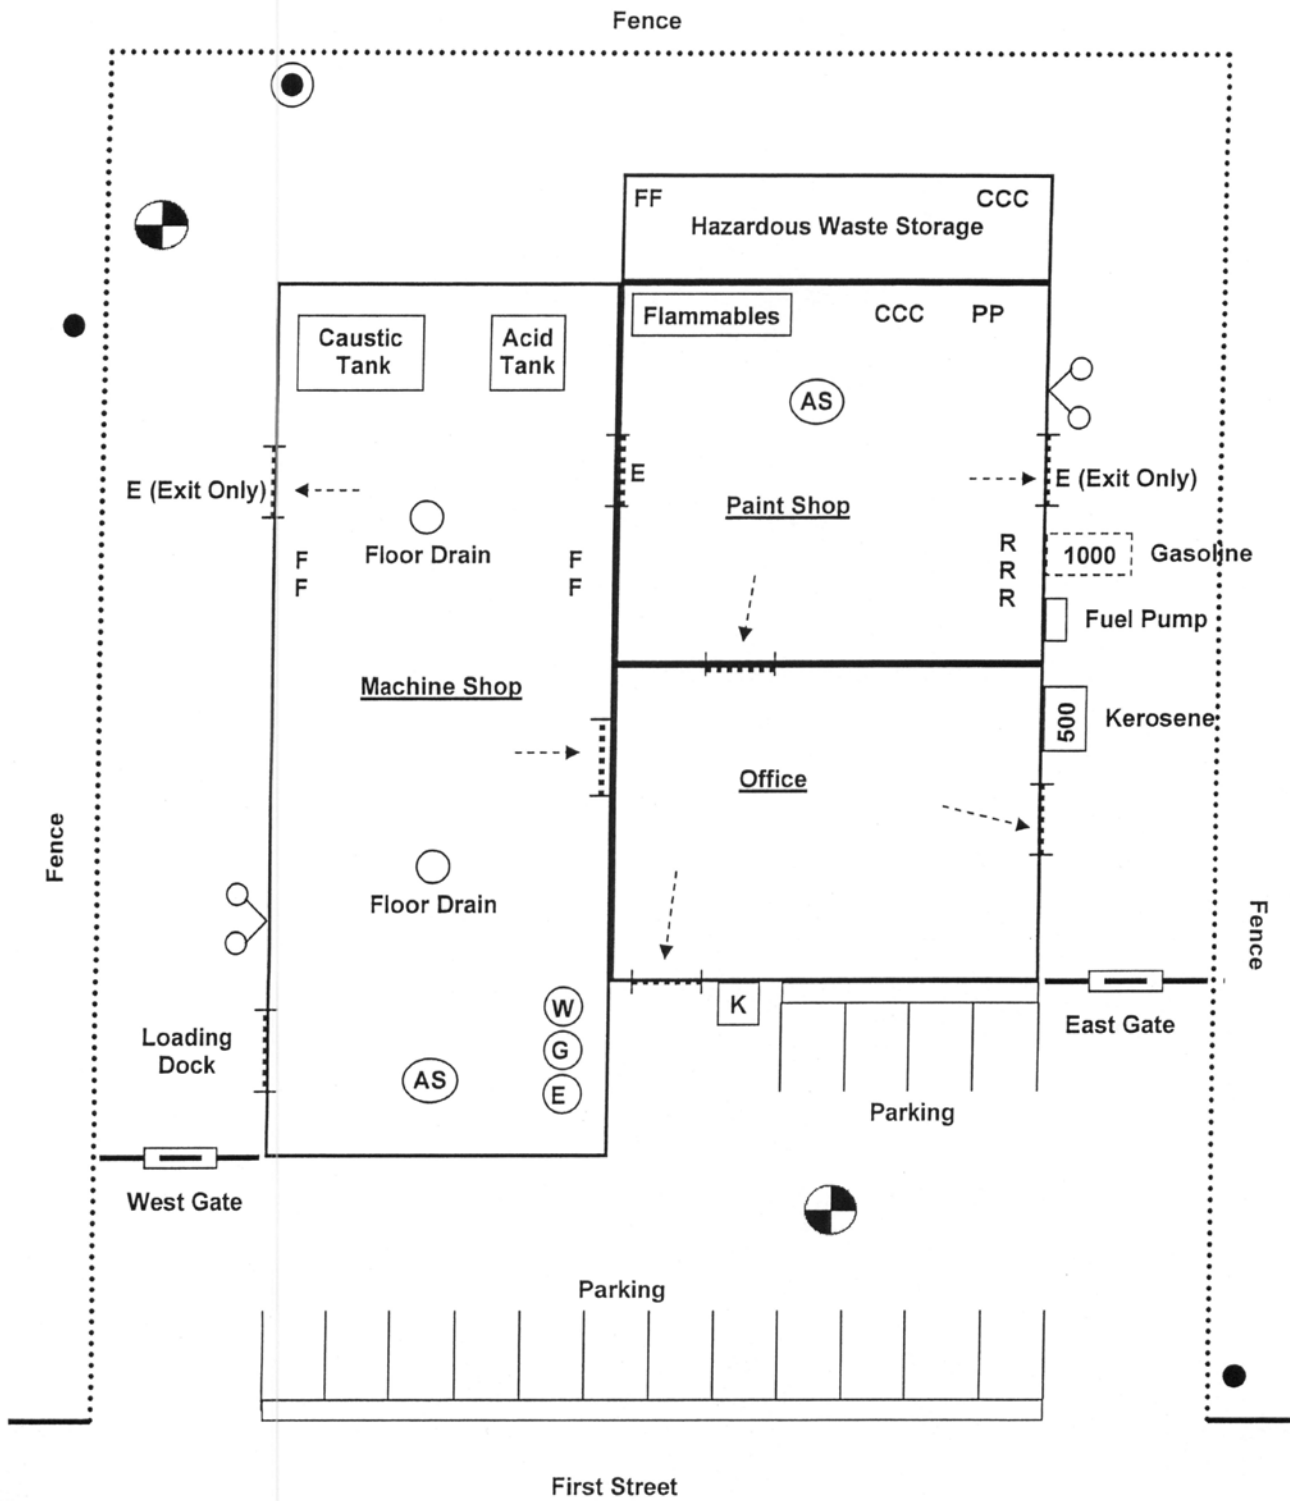 Fence
FF
CCC
Hazardous Waste Storage
Caustic
Tank
Acid
Tank
Flammables
CCC
PP
AS
E (Exit Only)
E
E (Exit Only)
Paint Shop
Floor Drain
F
F
F
F
R
R
R
1000
Gasoline
Fuel Pump
Machine Shop
500
Kerosene
Office
Fence
Floor Drain
Fence
W
G
E
K
Loading
Dock
AS
East Gate
Parking
West Gate
Parking
First Street